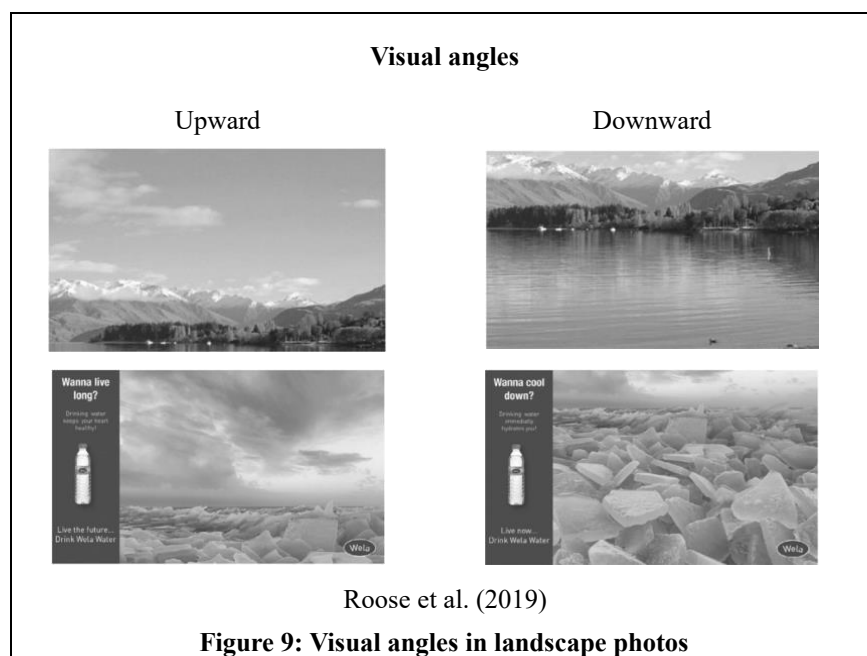 Visual angles
Upward
Downward
Wanna live
long?
Drinking water
keeps your heart
healthy!
Live the future...
Drink Wela Water
Wela
Wanna cool
down?
Drinking water
immediately
hydrates you!
Live now...
Drink Wela Water
Wela
Roose et al. (2019)
Figure 9: Visual angles in landscape photos